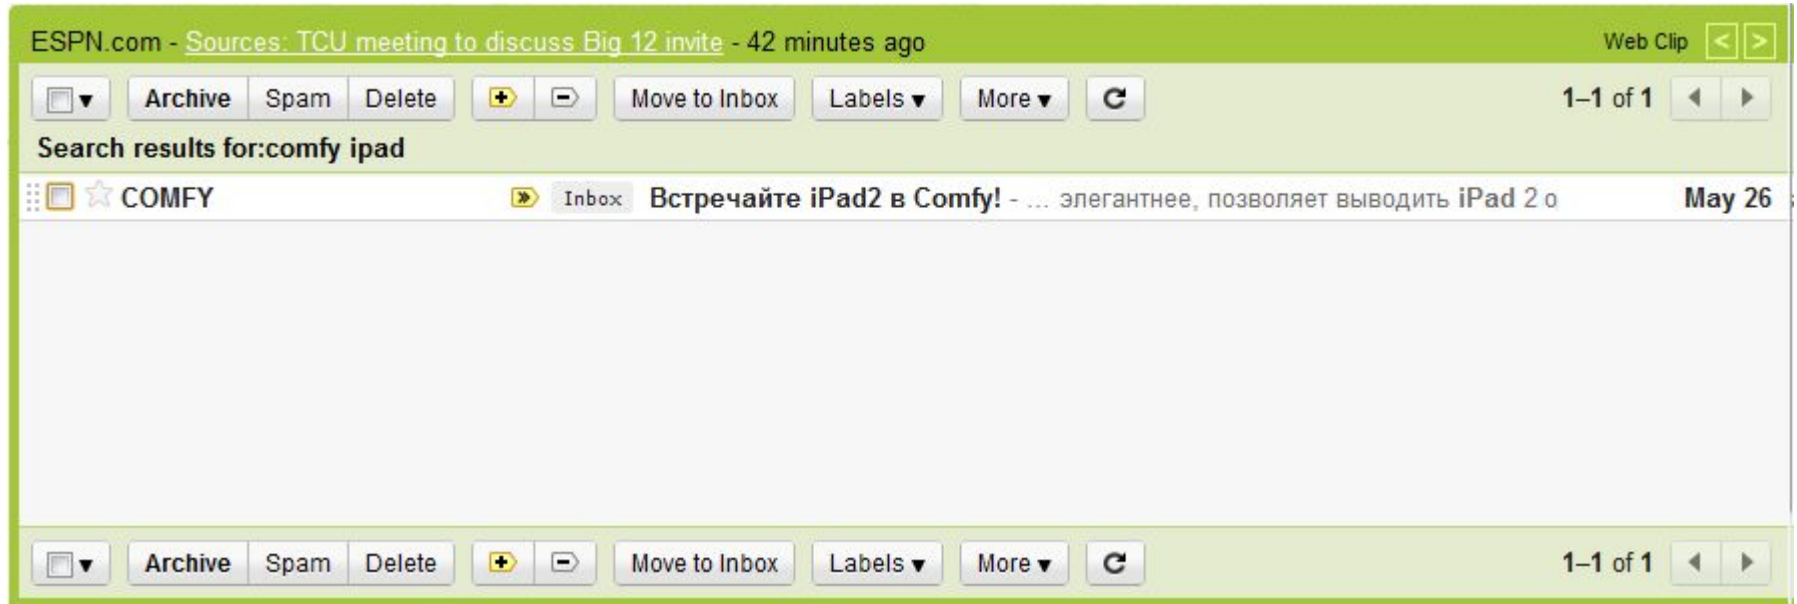 ESPN.com - Sources: TCU meeting to discuss Big 12 invite - 42 minutes ago Web Clip < >
Archive Spam Delete Move to Inbox Labels More 1–1 of 1
Search results for:comfy ipad
COMFY Inbox Встречайте iPad2 в Comfy! - ... элегантнее, позволяет выводить iPad 2 о May 26
Archive Spam Delete Move to Inbox Labels More 1–1 of 1